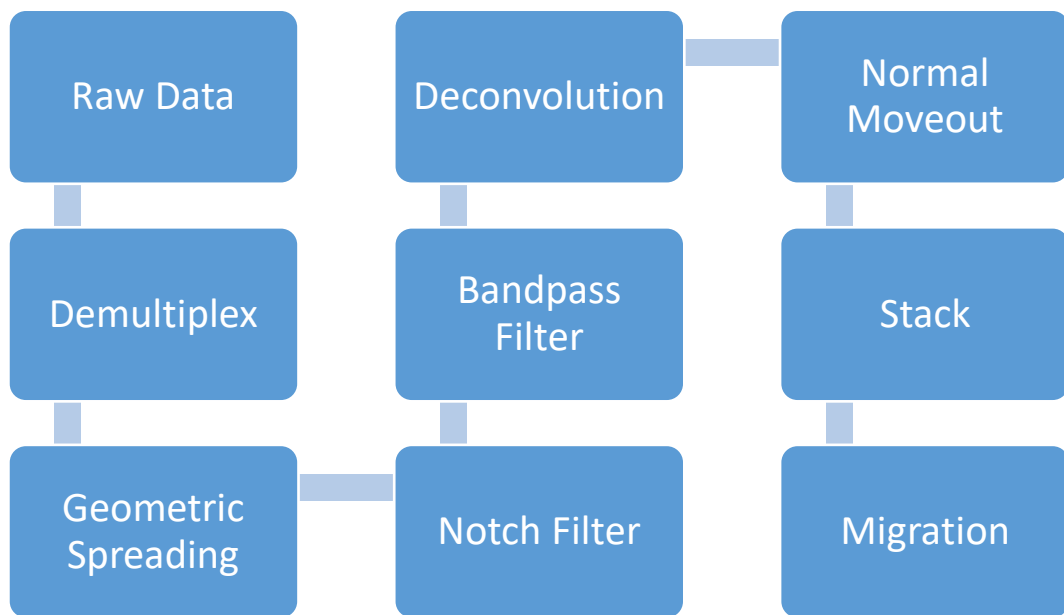 Raw Data
Demultiplex
Geometric
Spreading
Notch Filter
Bandpass
Filter
Deconvolution
Normal
Moveout
Stack
Migration